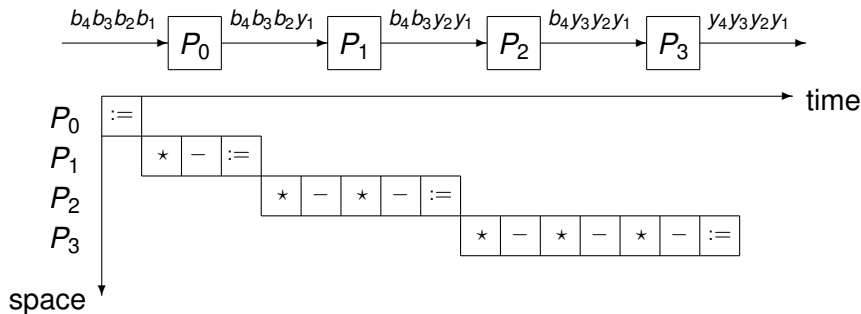 b₄b₃b₂b₁ b₄b₃b₂y₁ b₄b₃y₂y₁ b₄y₃y₂y₁ y₄y₃y₂y₁
P₀ P₁ P₂ P₃
time
P₀ :=
P₁ ⋆ − :=
P₂ ⋆ − ⋆ − :=
P₃ ⋆ − ⋆ − ⋆ − :=
space